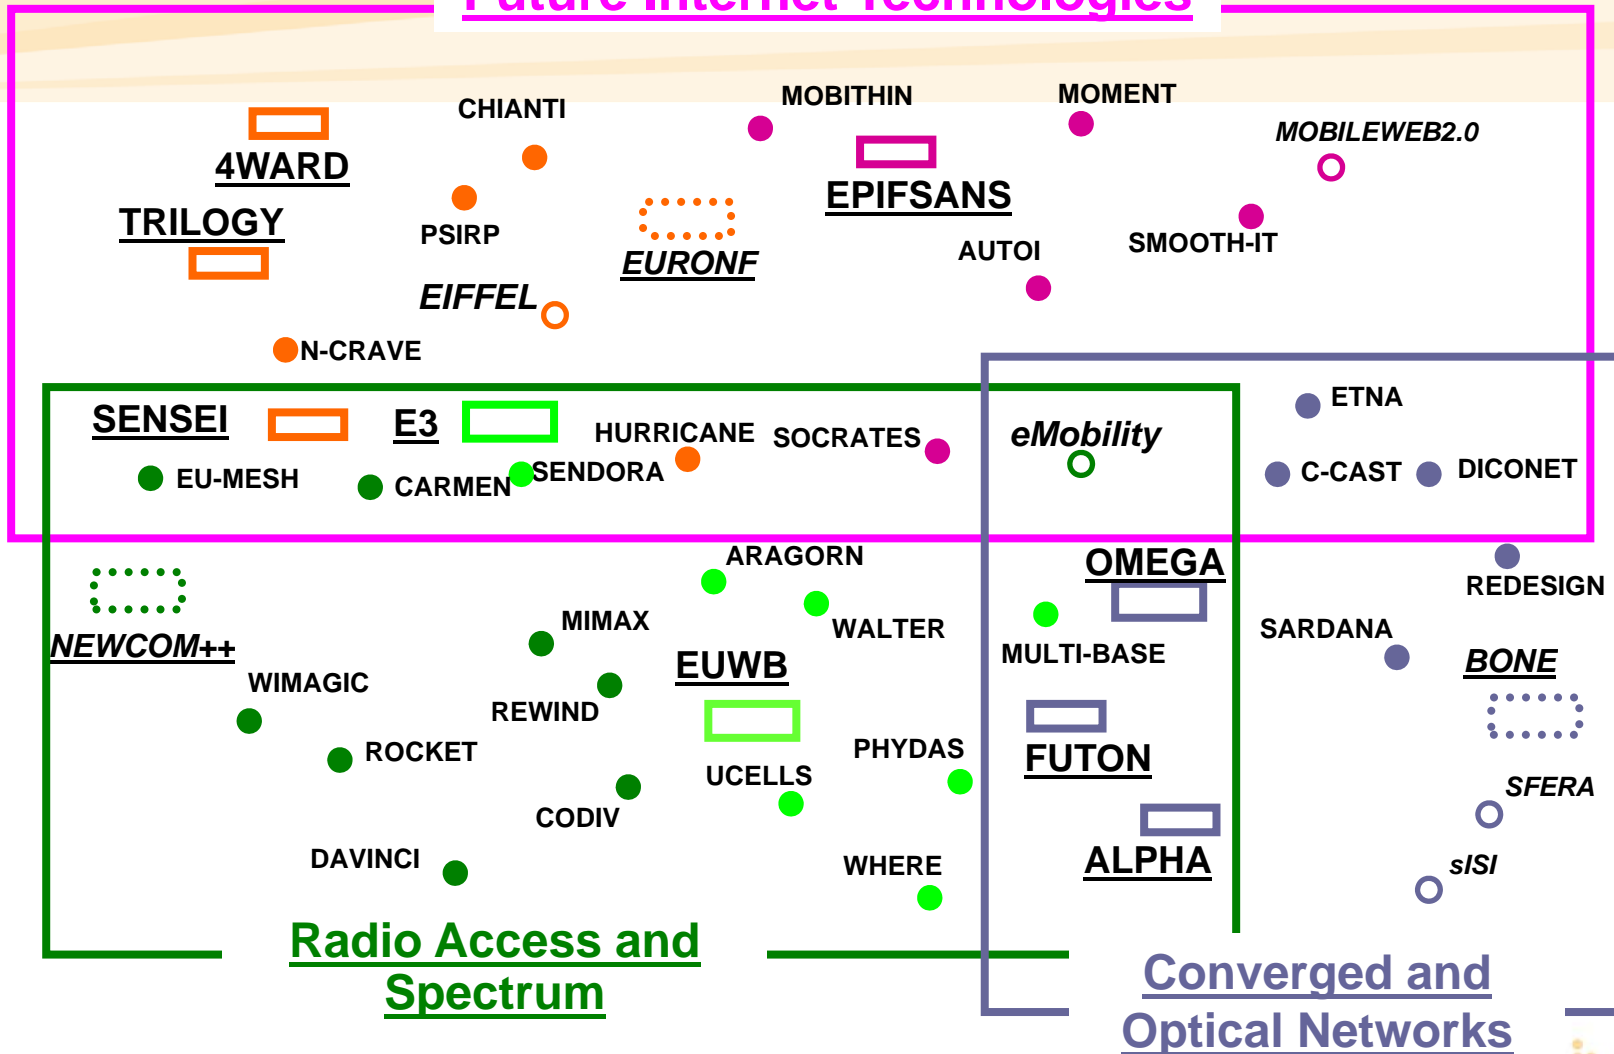 Future Internet Technologies
CHIANTI
MOBITHIN
MOMENT
MOBILEWEB2.0
4WARD
EPIFSANS
TRILOGY
PSIRP
EURONF
AUTOI
SMOOTH-IT
EIFFEL
N-CRAVE
SENSEI
E3
HURRICANE
SOCRATES
eMobility
ETNA
EU-MESH
CARMEN
SENDORA
C-CAST
DICONET
ARAGORN
OMEGA
REDESIGN
NEWCOM++
MIMAX
WALTER
MULTI-BASE
SARDANA
BONE
WIMAGIC
REWIND
EUWB
ROCKET
UCELLS
PHYDAS
FUTON
SFERA
CODIV
DAVINCI
WHERE
ALPHA
sISI
Radio Access and
Spectrum
Converged and
Optical Networks